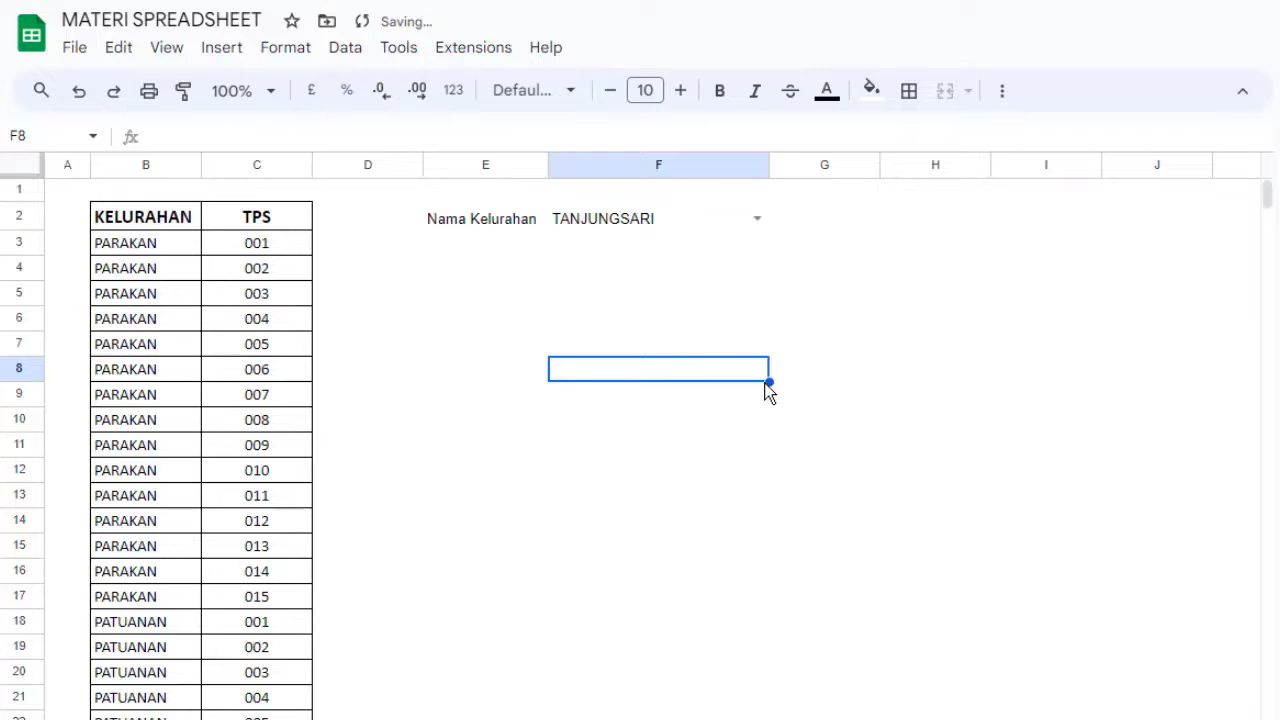 MATERI SPREADSHEET Saving...
File Edit View Insert Format Data Tools Extensions Help
100% £ % .0 .00 123 Defaul... − 10 + B I A
F8 fx
A B C D E F G H I J
1
2 KELURAHAN TPS Nama Kelurahan TANJUNGSARI
3 PARAKAN 001
4 PARAKAN 002
5 PARAKAN 003
6 PARAKAN 004
7 PARAKAN 005
8 PARAKAN 006
9 PARAKAN 007
10 PARAKAN 008
11 PARAKAN 009
12 PARAKAN 010
13 PARAKAN 011
14 PARAKAN 012
15 PARAKAN 013
16 PARAKAN 014
17 PARAKAN 015
18 PATUANAN 001
19 PATUANAN 002
20 PATUANAN 003
21 PATUANAN 004